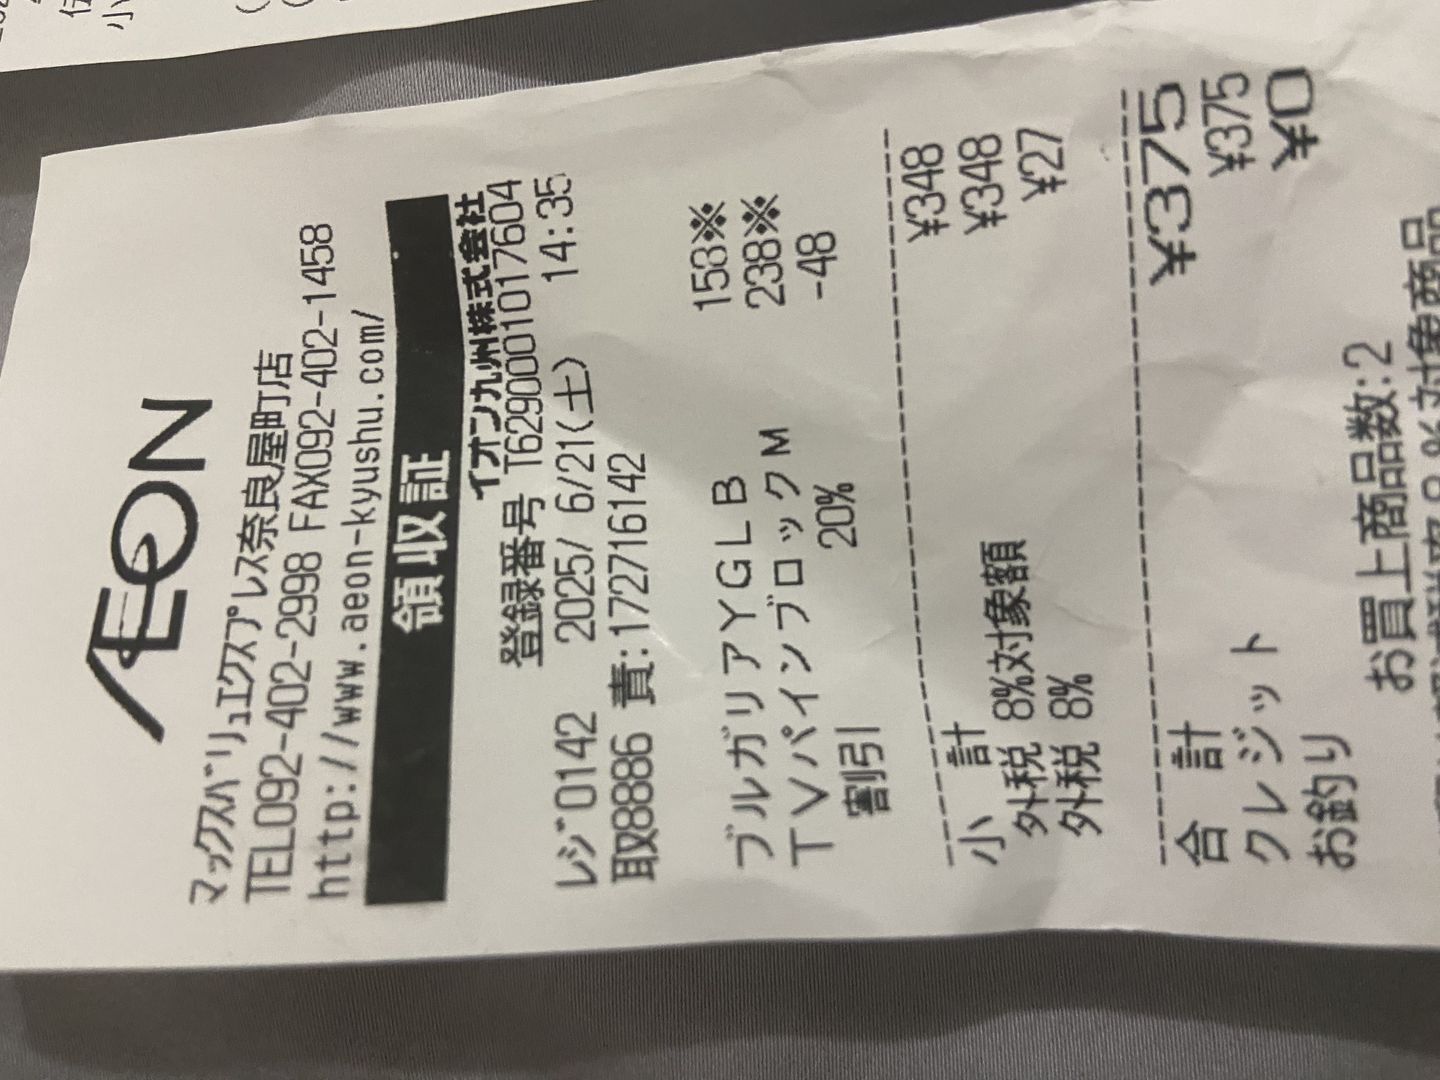 AEON
マックスバリュエクスプレス奈良屋町店
TEL092-402-2998 FAX092-402-1458
http://www.aeon-kyushu.com/
領収証
イオン九州株式会社
登録番号 T6290001017604
レジ0142 2025/ 6/21(土) 14:35
取8886 責:172716142
ブルガリアYGLB 158※
TVパインブロックM 238※
割引 20% -48
小 計 ¥348
外税 8%対象額 ¥348
外税 8% ¥27
合 計 ¥375
クレジット ¥375
お釣り ¥0
お買上商品数:2
対象商品